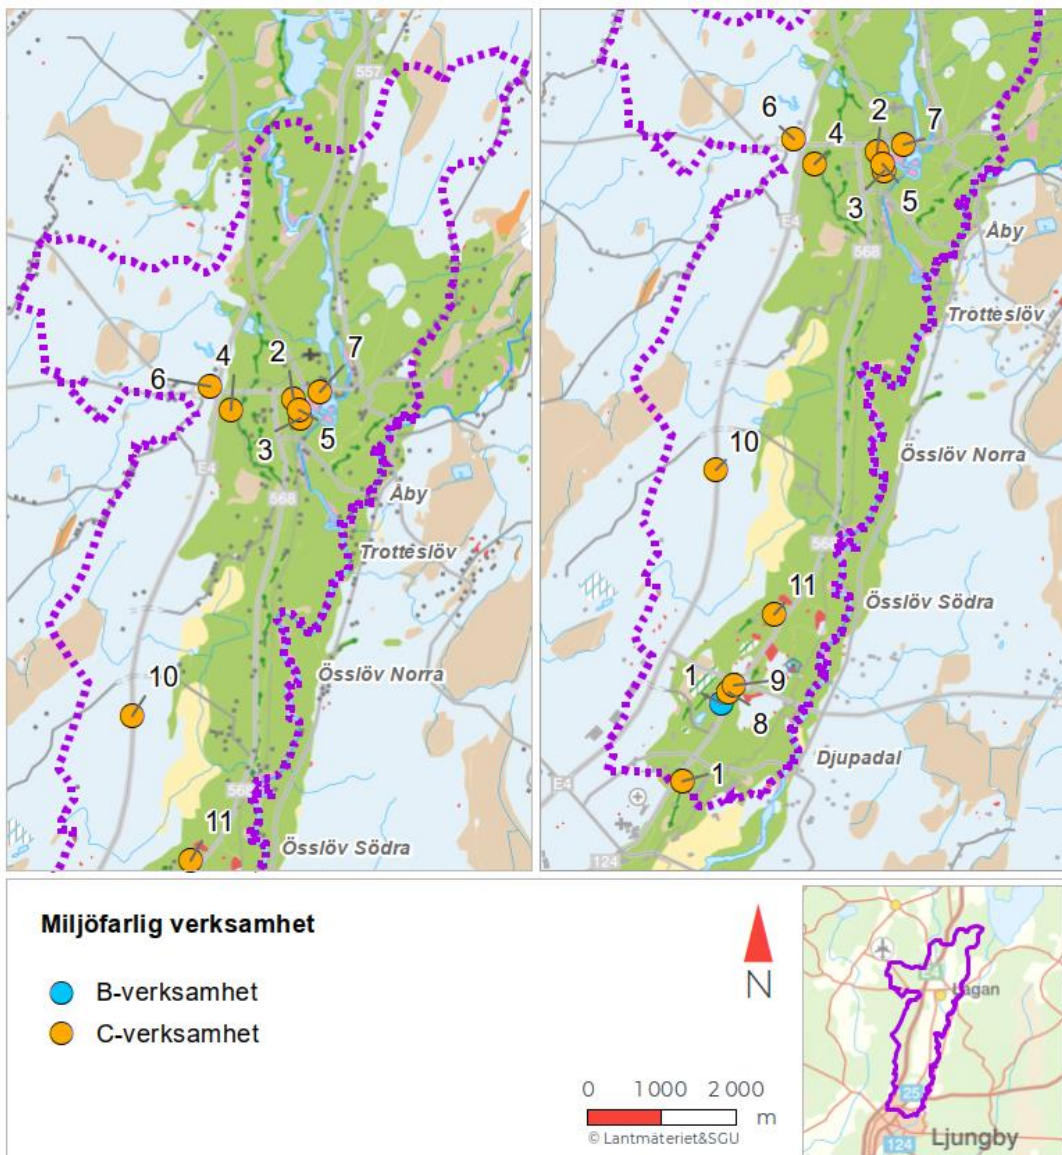 557
4
2
7
6
3
5
E4
568
Åby
Trotteslöv
10
Össlöv Norra
568
11
Össlöv Södra
6
4
2
7
E4
3
5
568
Åby
Trotteslöv
10
Össlöv Norra
568
11
Össlöv Södra
1
9
8
Djupadal
1
E4
124
Miljöfarlig verksamhet
B-verksamhet
C-verksamhet
N
0 1 000 2 000
m
© Lantmäteriet&SGU
E4
Lagan
25
Ljungby
124